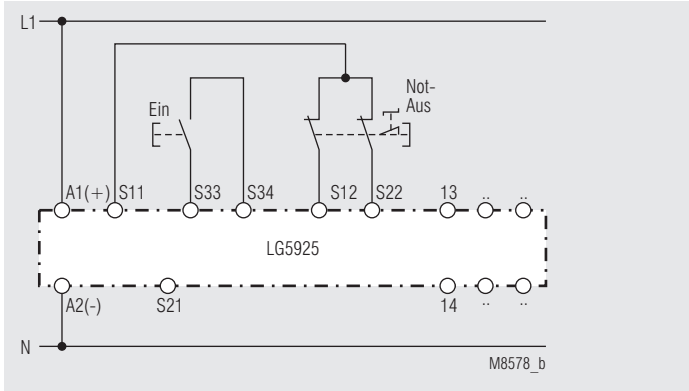 L1
Not-
Aus
Ein
A1(+) S11 S33 S34 S12 S22 13 .. ..
LG5925
A2(-) S21 14 .. ..
N
M8578_b